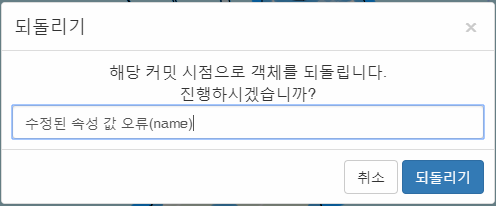 되돌리기
×
해당 커밋 시점으로 객체를 되돌립니다.
진행하시겠습니까?
수정된 속성 값 오류(name)
취소
되돌리기